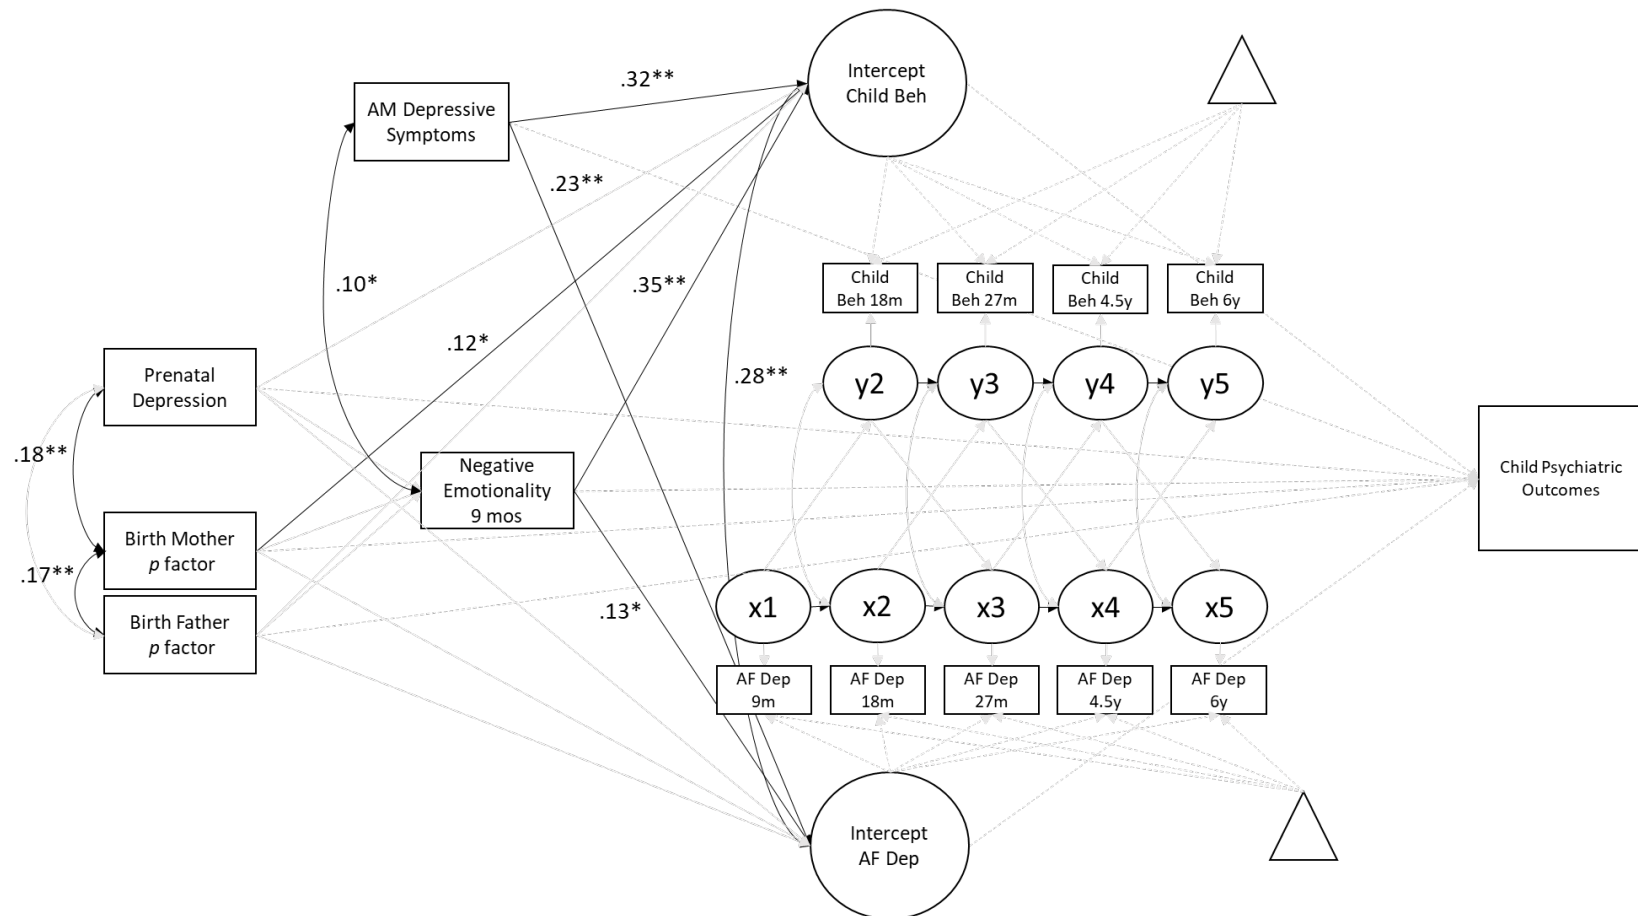 Intercept
Child Beh
.32**
AM Depressive
Symptoms
.23**
.10*
.35**
Child
Beh 18m
Child
Beh 27m
Child
Beh 4.5y
Child
Beh 6y
.12*
Prenatal
Depression
.28**
y2
y3
y4
y5
.18**
Negative
Emotionality
9 mos
Child Psychiatric
Outcomes
Birth Mother
p factor
.17**
Birth Father
p factor
.13*
x1
x2
x3
x4
x5
AF Dep
9m
AF Dep
18m
AF Dep
27m
AF Dep
4.5y
AF Dep
6y
Intercept
AF Dep